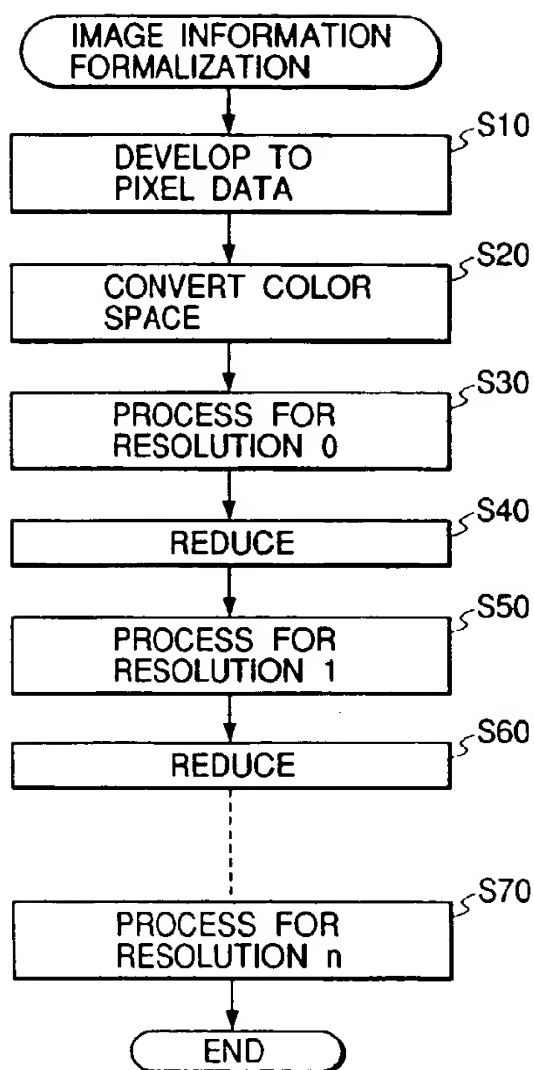 IMAGE INFORMATION
FORMALIZATION
S10
DEVELOP TO
PIXEL DATA
S20
CONVERT COLOR
SPACE
S30
PROCESS FOR
RESOLUTION 0
S40
REDUCE
S50
PROCESS FOR
RESOLUTION 1
S60
REDUCE
S70
PROCESS FOR
RESOLUTION n
END